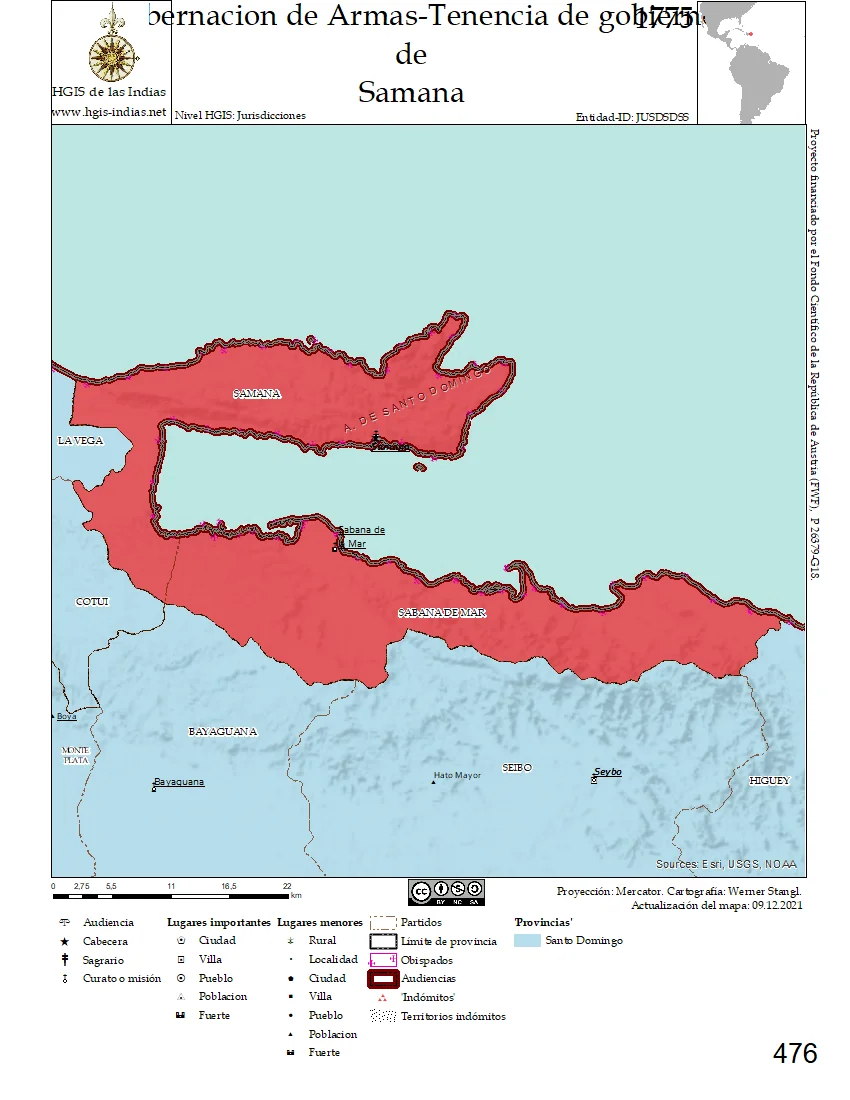 bernacion de Armas-Tenencia de gobierno
1775
de
Samana
HGIS de las Indias
www.hgis-indias.net
Nivel HGIS: Jurisdicciones
Entidad-ID: JUSDSDSS
Proyecto financiado por el Fondo Científico de la República de Austria (FWF), P 26379-G18.
SAMANA
A. DE SANTO DOMINGO
LA VEGA
Sabana de
Mar
COTUI
SABANA DE MAR
Boya
BAYAGUANA
MONTE
PLATA
Bayaguana
Hato Mayor
SEIBO
Seybo
HIGUEY
Sources: Esri, USGS, NOAA
0 2,75 5,5 11 16,5 22
km
CC BY NC SA
Proyección: Mercator. Cartografía: Werner Stangl.
Actualización del mapa: 09.12.2021
Audiencia
Cabecera
Sagrario
Curato o misión
Lugares importantes
Ciudad
Villa
Pueblo
Poblacion
Fuerte
Lugares menores
Rural
Localidad
Ciudad
Villa
Pueblo
Poblacion
Fuerte
Partidos
Límite de provincia
Obispados
Audiencias
'Indómitos'
Territorios indómitos
'Provincias'
Santo Domingo
476